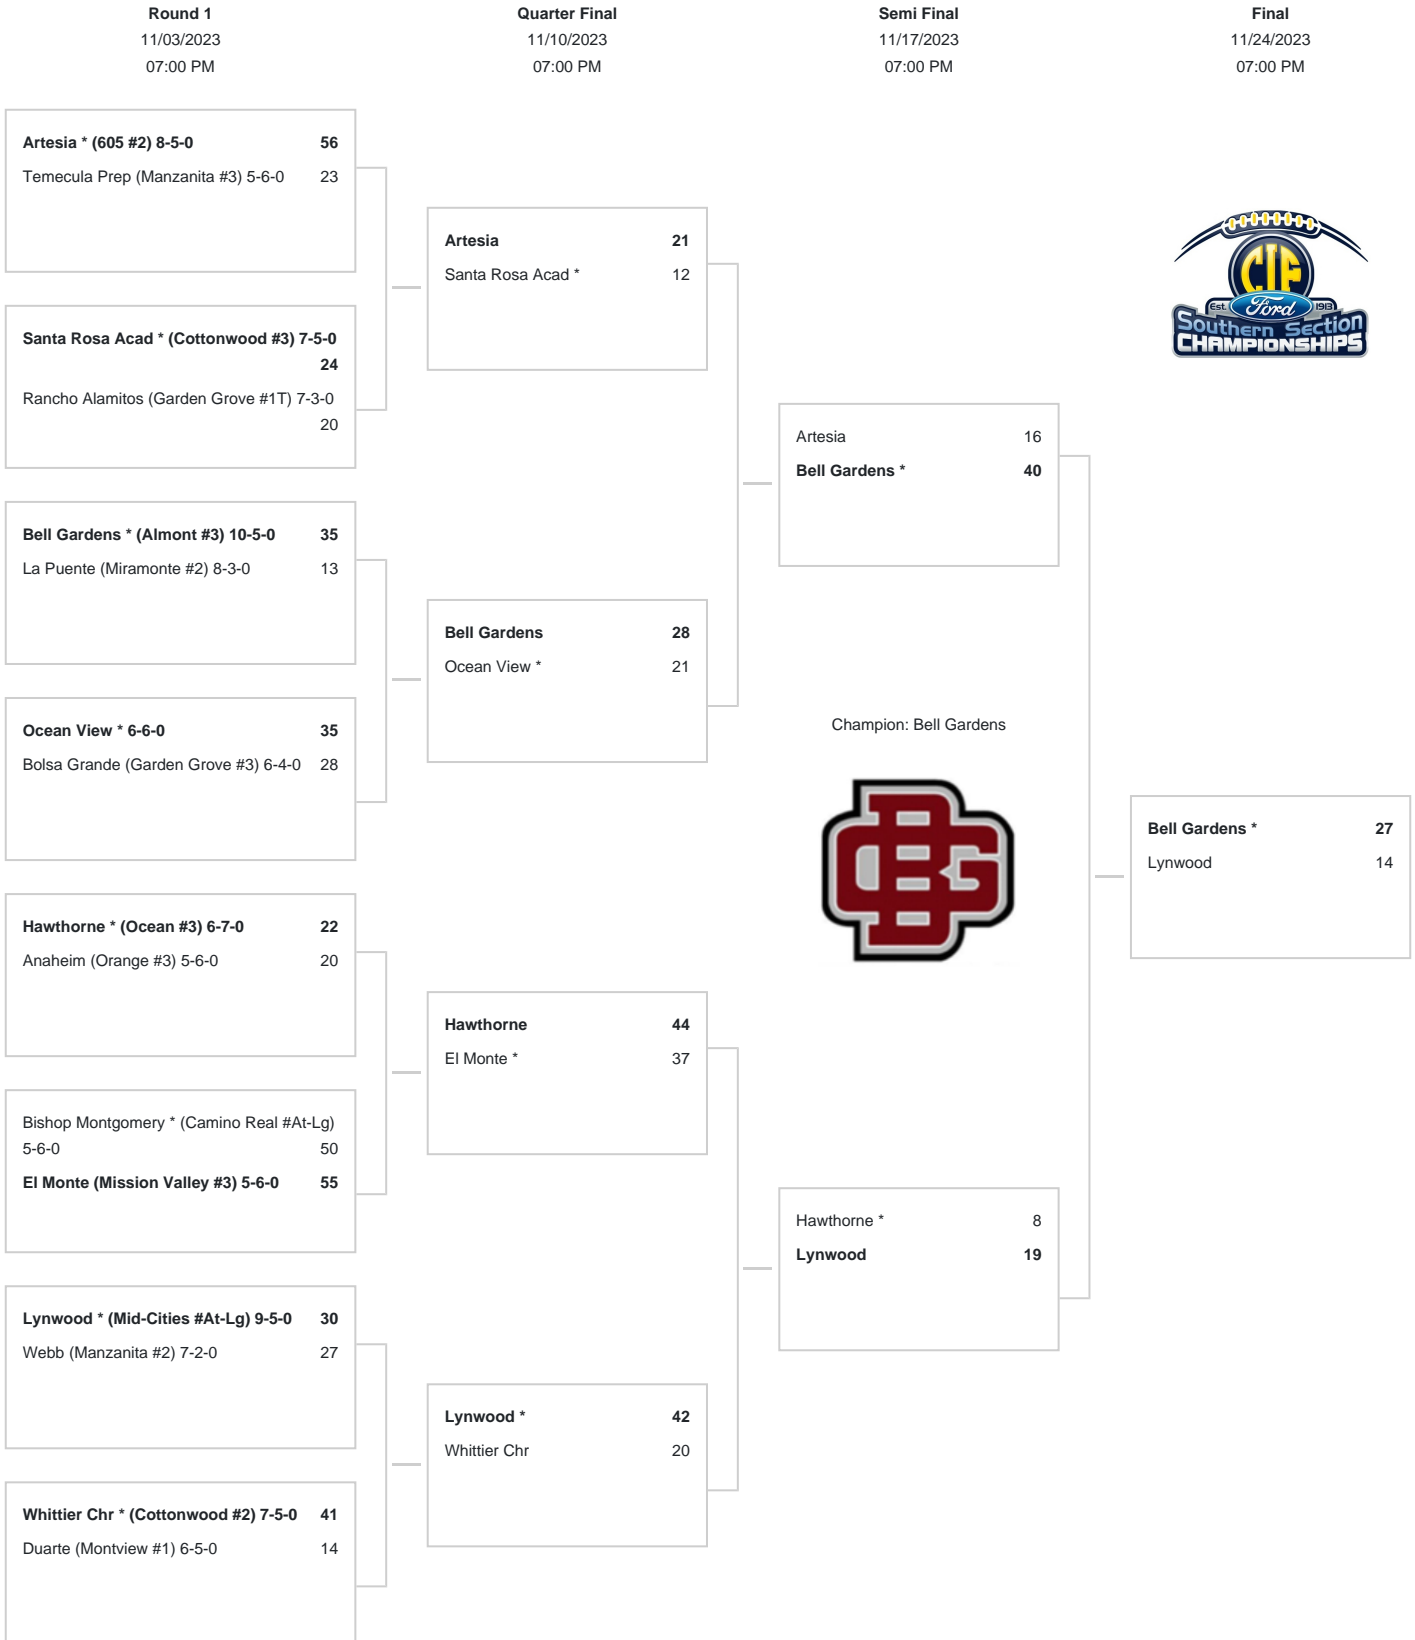 Round 1
11/03/2023
07:00 PM
Quarter Final
11/10/2023
07:00 PM
Semi Final
11/17/2023
07:00 PM
Final
11/24/2023
07:00 PM
Artesia * (605 #2) 8-5-0 56
Temecula Prep (Manzanita #3) 5-6-0 23
Santa Rosa Acad * (Cottonwood #3) 7-5-0
24
Rancho Alamitos (Garden Grove #1T) 7-3-0
20
Bell Gardens * (Almont #3) 10-5-0 35
La Puente (Miramonte #2) 8-3-0 13
Ocean View * 6-6-0 35
Bolsa Grande (Garden Grove #3) 6-4-0 28
Hawthorne * (Ocean #3) 6-7-0 22
Anaheim (Orange #3) 5-6-0 20
Bishop Montgomery * (Camino Real #At-Lg)
5-6-0 50
El Monte (Mission Valley #3) 5-6-0 55
Lynwood * (Mid-Cities #At-Lg) 9-5-0 30
Webb (Manzanita #2) 7-2-0 27
Whittier Chr * (Cottonwood #2) 7-5-0 41
Duarte (Montview #1) 6-5-0 14
Artesia 21
Santa Rosa Acad * 12
Bell Gardens 28
Ocean View * 21
Hawthorne 44
El Monte * 37
Lynwood * 42
Whittier Chr 20
Artesia 16
Bell Gardens * 40
Champion: Bell Gardens
BG
Hawthorne * 8
Lynwood 19
CIF
Est. Ford 1913
Southern Section
CHAMPIONSHIPS
Bell Gardens * 27
Lynwood 14